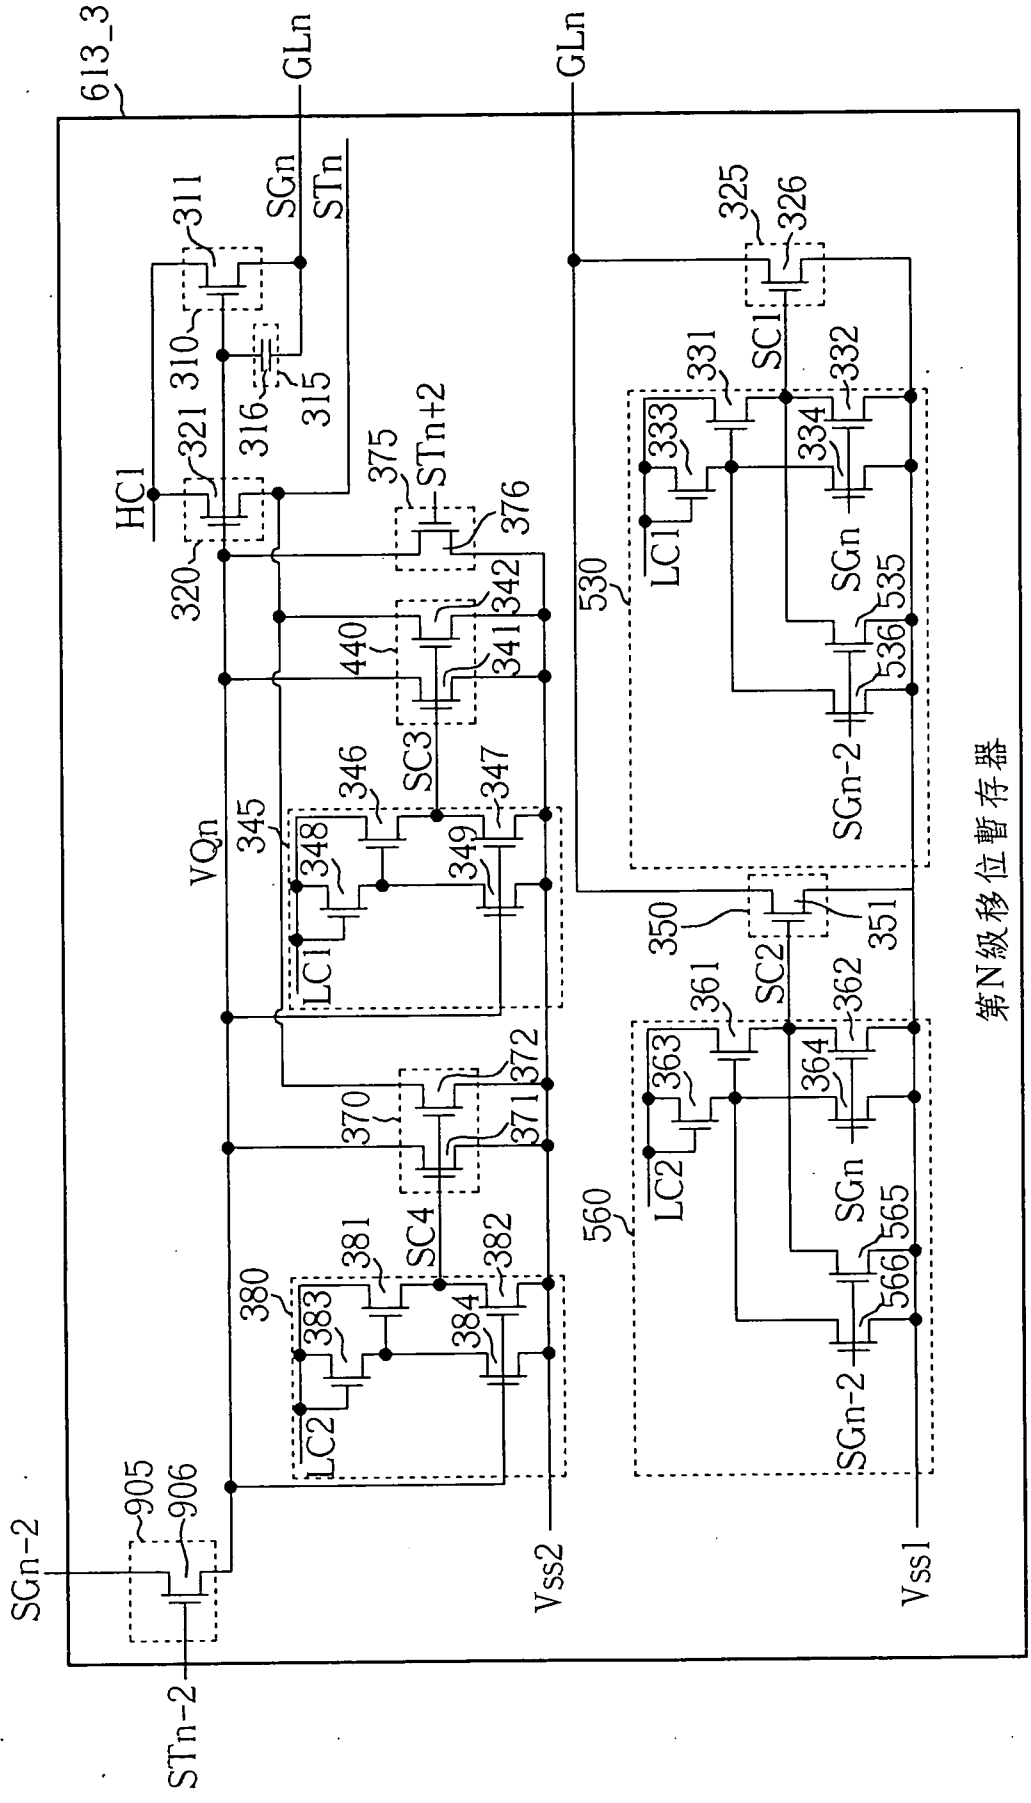 613_3
GLn
GLn
SGn
STn
311
310
316
315
HC1
321
320
375
STn+2
376
440
342
341
SC3
VQn
345
346
348
347
349
LC1
370
372
371
SC4
380
381
383
382
384
LC2
905
906
SGn-2
STn-2
Vss2
325
326
SC1
331
333
332
334
LC1
SGn
530
535
536
SGn-2
350
351
SC2
361
363
362
364
LC2
SGn
560
565
566
SGn-2
Vss1
第N級移位暫存器